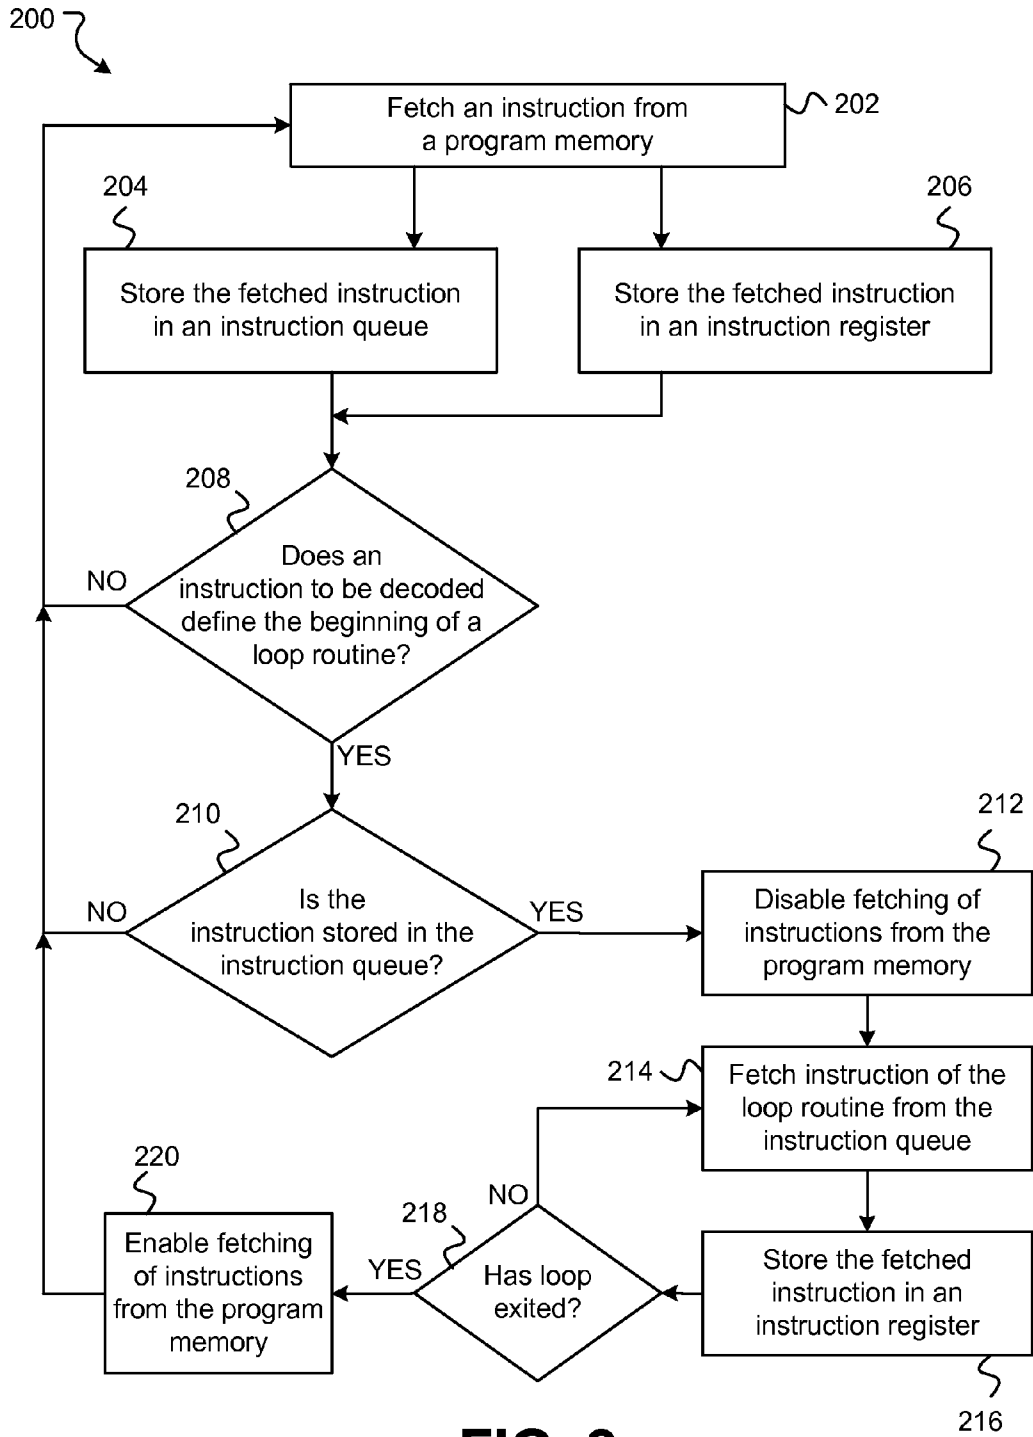 200
Fetch an instruction from
a program memory
202
204
206
Store the fetched instruction
in an instruction queue
Store the fetched instruction
in an instruction register
208
Does an
instruction to be decoded
define the beginning of a
loop routine?
NO
YES
210
212
Is the
instruction stored in the
instruction queue?
NO
YES
Disable fetching of
instructions from the
program memory
214
Fetch instruction of the
loop routine from the
instruction queue
220
NO
218
Enable fetching
of instructions
from the program
memory
YES
Has loop
exited?
Store the fetched
instruction in an
instruction register
216
FIG.